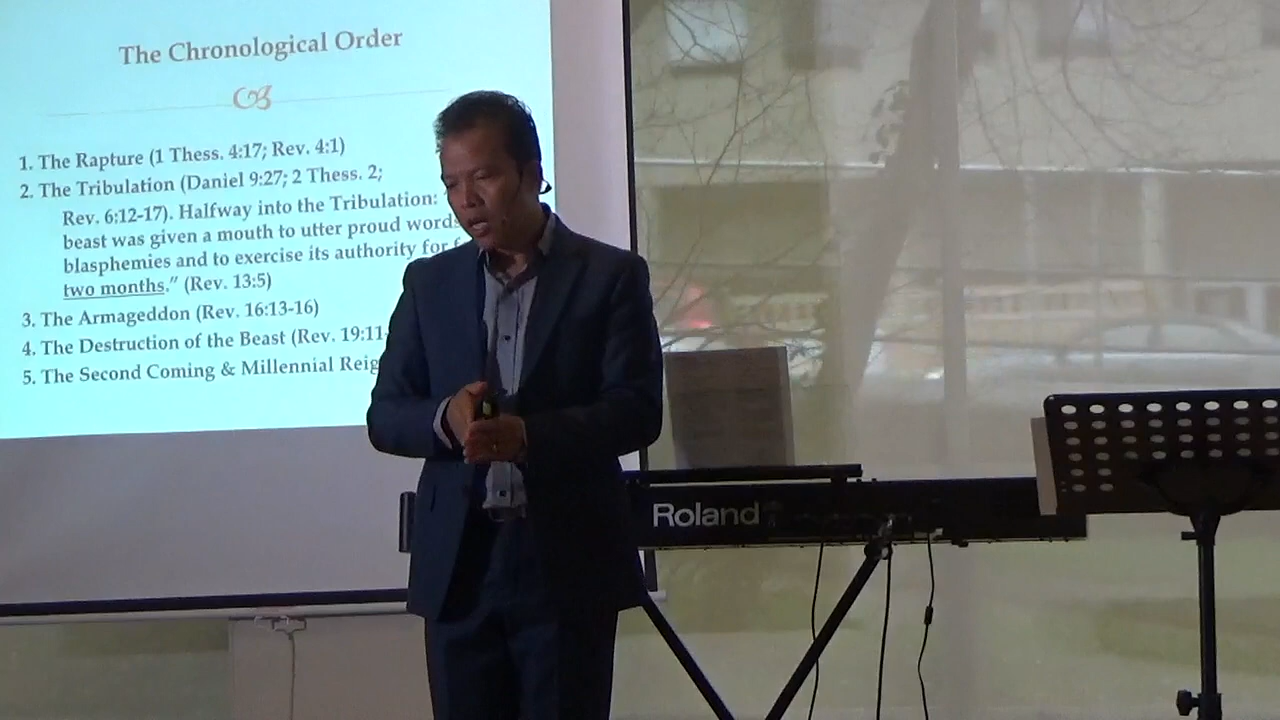 The Chronological Order
1. The Rapture (1 Thess. 4:17; Rev. 4:1)
2. The Tribulation (Daniel 9:27; 2 Thess. 2;
Rev. 6:12-17). Halfway into the Tribulation:
beast was given a mouth to utter proud words
blasphemies and to exercise its authority for
two months." (Rev. 13:5)
3. The Armageddon (Rev. 16:13-16)
4. The Destruction of the Beast (Rev. 19:11-
5. The Second Coming & Millennial Reig
Roland